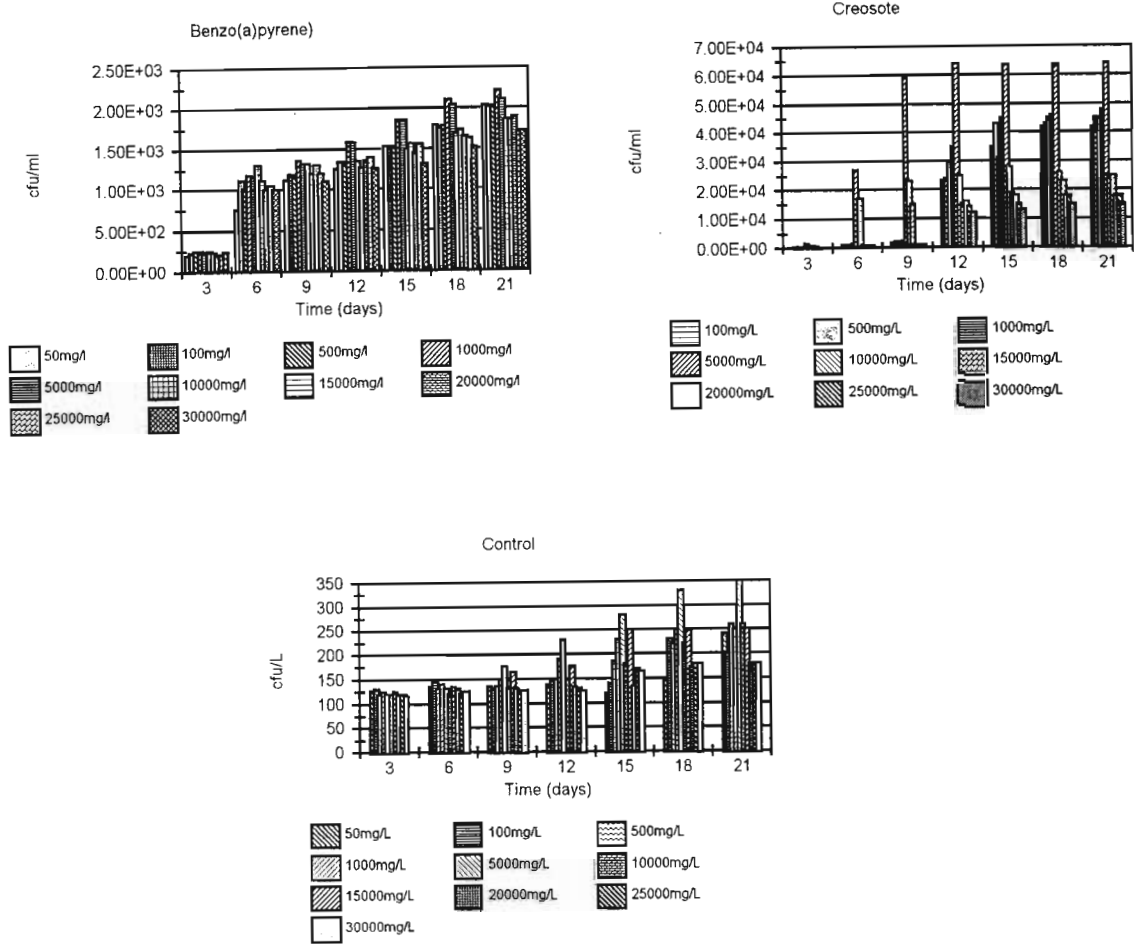 Benzo(a)pyrene)
2.50E+03
2.00E+03
1.50E+03
1.00E+03
5.00E+02
0.00E+00
cfu/ml
3 6 9 12 15 18 21
Time (days)
50mg/l 100mg/l 500mg/l 1000mg/l
5000mg/l 10000mg/l 15000mg/l 20000mg/l
25000mg/l 30000mg/l
Creosote
7.00E+04
6.00E+04
5.00E+04
4.00E+04
3.00E+04
2.00E+04
1.00E+04
0.00E+00
cfu/ml
3 6 9 12 15 18 21
Time (days)
100mg/L 500mg/L 1000mg/L
5000mg/L 10000mg/L 15000mg/L
20000mg/L 25000mg/L 30000mg/L
Control
350
300
250
200
150
100
50
0
cfu/L
3 6 9 12 15 18 21
Time (days)
50mg/L 100mg/L 500mg/L
1000mg/L 5000mg/L 10000mg/L
15000mg/L 20000mg/L 25000mg/L
30000mg/L